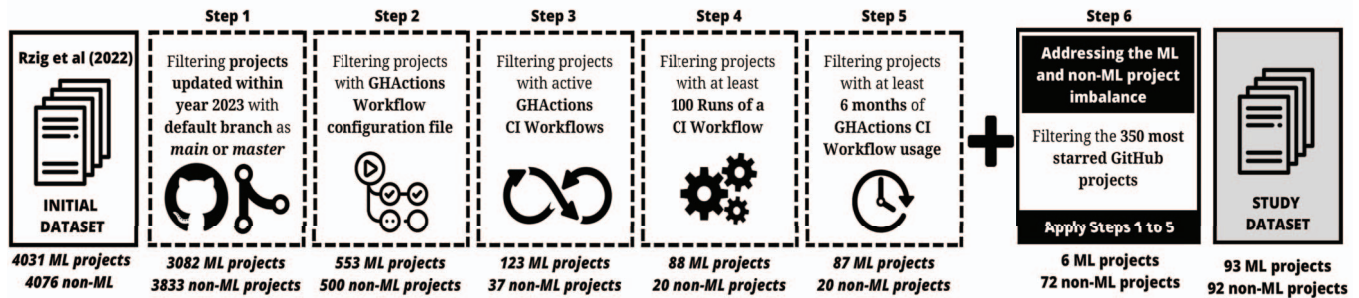 Step 1
Step 2
Step 3
Step 4
Step 5
Step 6
Rzig et al (2022)
INITIAL
DATASET
4031 ML projects
4076 non-ML
Filtering projects
updated within
year 2023 with
default branch as
main or master
3082 ML projects
3833 non-ML projects
Filtering projects
with GHActions
Workflow
configuration file
553 ML projects
500 non-ML projects
Filtering projects
with active
GHActions
CI Workflows
123 ML projects
37 non-ML projects
Filtering projects
with at least
100 Runs of a
CI Workflow
88 ML projects
20 non-ML projects
Filtering projects
with at least
6 months of
GHActions CI
Workflow usage
87 ML projects
20 non-ML projects
Addressing the ML
and non-ML project
imbalance
Filtering the 350 most
starred GitHub
projects
Apply Steps 1 to 5
6 ML projects
72 non-ML projects
STUDY
DATASET
93 ML projects
92 non-ML projects